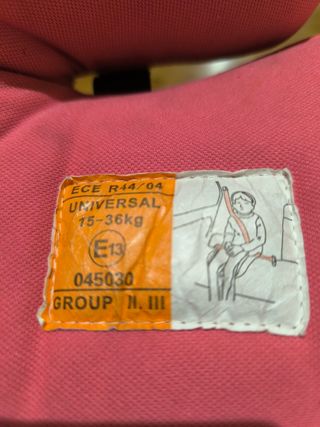 ECE R44/04
UNIVERSAL
15-36kg
E13
045030
GROUP II. III